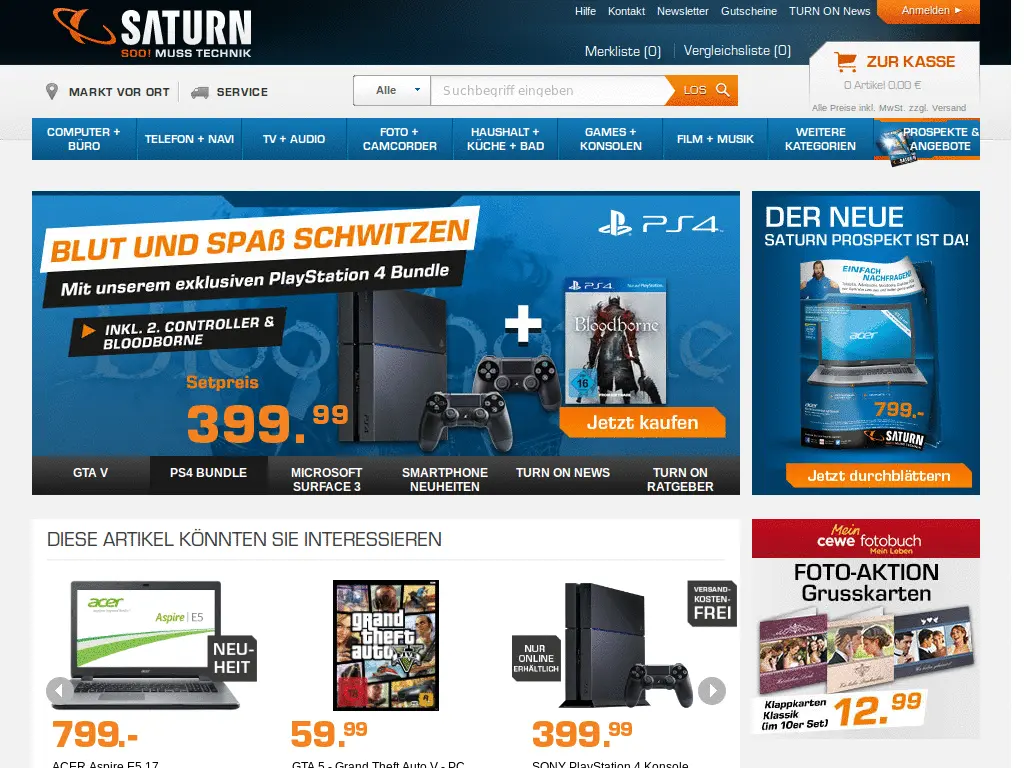 SATURN
SOO! MUSS TECHNIK
Hilfe Kontakt Newsletter Gutscheine TURN ON News Anmelden ►
Merkliste (0) Vergleichsliste (0)
ZUR KASSE
0 Artikel 0,00 €
Alle Preise inkl. MwSt. zzgl. Versand
MARKT VOR ORT SERVICE
Alle Suchbegriff eingeben LOS
COMPUTER +
BÜRO
TELEFON + NAVI
TV + AUDIO
FOTO +
CAMCORDER
HAUSHALT +
KÜCHE + BAD
GAMES +
KONSOLEN
FILM + MUSIK
WEITERE
KATEGORIEN
PROSPEKTE &
ANGEBOTE
SATURN
BLUT UND SPAß SCHWITZEN
Mit unserem exklusiven PlayStation 4 Bundle
INKL. 2. CONTROLLER &
BLOODBORNE
Bloodborne
Setpreis
399.99
PS4
PS4
+
PS4
Bloodborne
16
Jetzt kaufen
GTA V
PS4 BUNDLE
MICROSOFT
SURFACE 3
SMARTPHONE
NEUHEITEN
TURN ON NEWS
TURN ON
RATGEBER
DER NEUE
SATURN PROSPEKT IST DA!
EINFACH
NACHFRAGEN!
acer
acer
799.-
SATURN
Jetzt durchblättern
DIESE ARTIKEL KÖNNTEN SIE INTERESSIEREN
acer
Aspire E5
NEU-
HEIT
799.-
ACER Aspire E5 17
grand
theft
auto V
18
59.99
GTA 5 - Grand Theft Auto V - PC
NUR
ONLINE
ERHÄLTLICH
VERSAND-
KOSTEN-
FREI
399.99
SONY PlayStation 4 Konsole
Mein
cewe fotobuch
Mein Leben
FOTO-AKTION
Grusskarten
Klappkarten
Klassik
(im 10er Set)
12.99